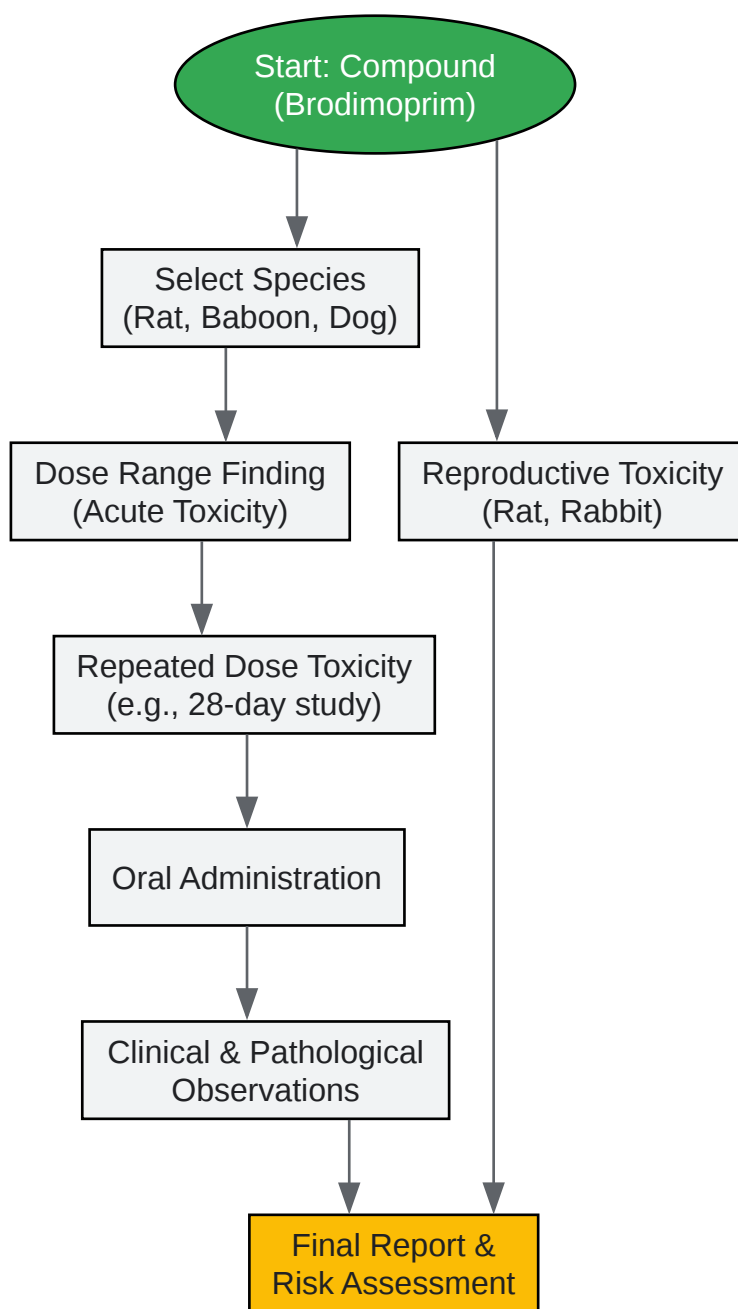 Start: Compound
(Brodimoprim)
Select Species
(Rat, Baboon, Dog)
Dose Range Finding
(Acute Toxicity)
Reproductive Toxicity
(Rat, Rabbit)
Repeated Dose Toxicity
(e.g., 28-day study)
Oral Administration
Clinical & Pathological
Observations
Final Report &
Risk Assessment